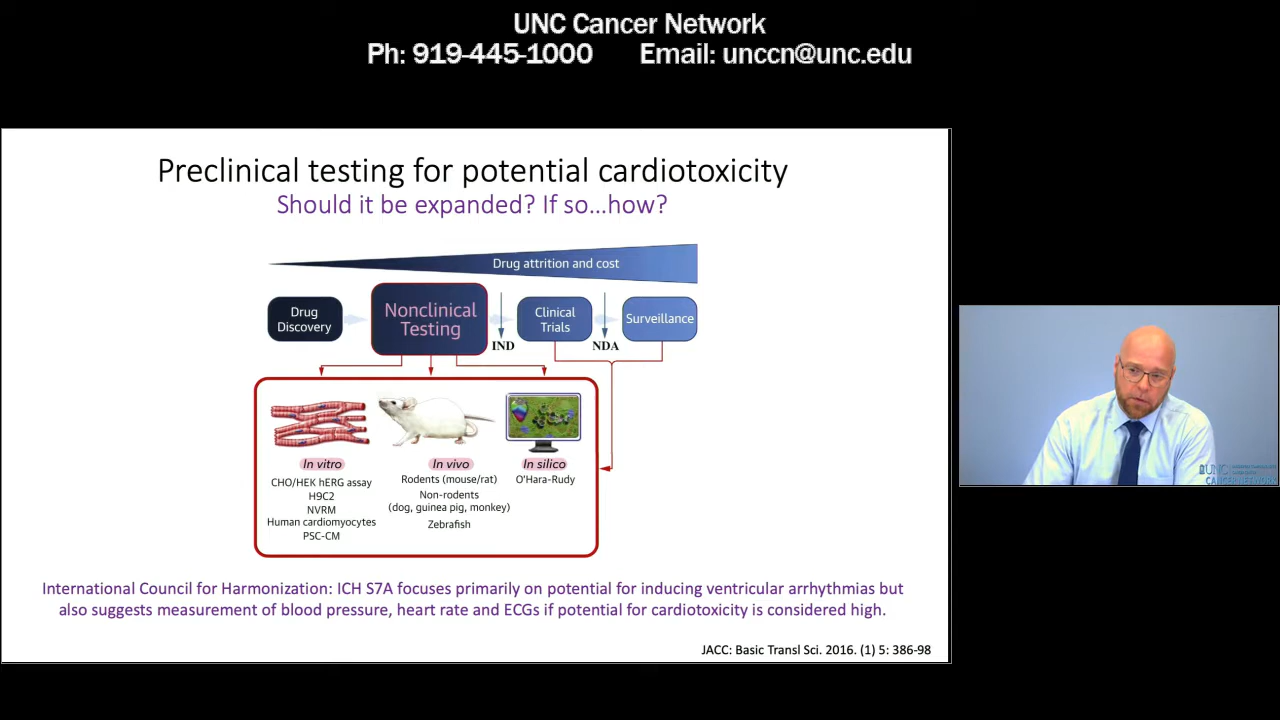 UNC Cancer Network
Ph: 919-445-1000 Email: unccn@unc.edu
Preclinical testing for potential cardiotoxicity
Should it be expanded? If so...how?
Drug attrition and cost
Drug
Discovery
Nonclinical
Testing
IND
Clinical
Trials
NDA
Surveillance
In vitro
CHO/HEK hERG assay
H9C2
NVRM
Human cardiomyocytes
PSC-CM
In vivo
Rodents (mouse/rat)
Non-rodents
(dog, guinea pig, monkey)
Zebrafish
In silico
O'Hara-Rudy
International Council for Harmonization: ICH S7A focuses primarily on potential for inducing ventricular arrhythmias but
also suggests measurement of blood pressure, heart rate and ECGs if potential for cardiotoxicity is considered high.
JACC: Basic Transl Sci. 2016. (1) 5: 386-98
UNC
CANCER NETWORK